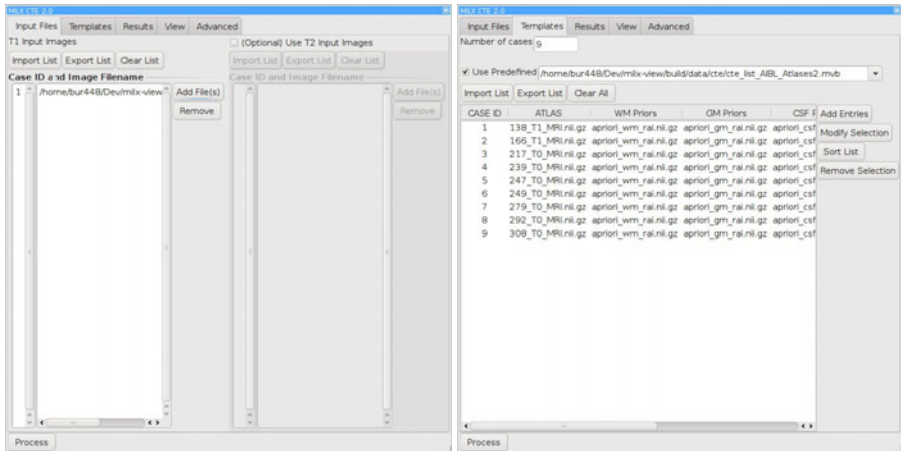 MILX CTE 2.0
Input Files Templates Results View Advanced
T1 Input Images
(Optional) Use T2 Input Images
Import List Export List Clear List
Import List Export List Clear List
Case ID and Image Filename
Case ID and Image Filename
1 /home/bur448/Dev/milx-view
Add File(s)
Add File(s)
Remove
Remove
Process
MILX CTE 2.0
Input Files Templates Results View Advanced
Number of cases 9
Use Predefined /home/bur448/Dev/milx-view/build/data/cte/cte_list_AIBL_Atlases2.mvb
Import List Export List Clear All
CASE ID ATLAS WM Priors GM Priors CSF F
1 138_T1_MRI.nii.gz apriori_wm_rai.nii.gz apriori_gm_rai.nii.gz apriori_csf
2 166_T1_MRI.nii.gz apriori_wm_rai.nii.gz apriori_gm_rai.nii.gz apriori_csf
3 217_T0_MRI.nii.gz apriori_wm_rai.nii.gz apriori_gm_rai.nii.gz apriori_csf
4 239_T0_MRI.nii.gz apriori_wm_rai.nii.gz apriori_gm_rai.nii.gz apriori_csf
5 247_T0_MRI.nii.gz apriori_wm_rai.nii.gz apriori_gm_rai.nii.gz apriori_csf
6 249_T0_MRI.nii.gz apriori_wm_rai.nii.gz apriori_gm_rai.nii.gz apriori_csf
7 279_T0_MRI.nii.gz apriori_wm_rai.nii.gz apriori_gm_rai.nii.gz apriori_csf
8 292_T0_MRI.nii.gz apriori_wm_rai.nii.gz apriori_gm_rai.nii.gz apriori_csf
9 308_T0_MRI.nii.gz apriori_wm_rai.nii.gz apriori_gm_rai.nii.gz apriori_csf
Add Entries
Modify Selection
Sort List
Remove Selection
Process